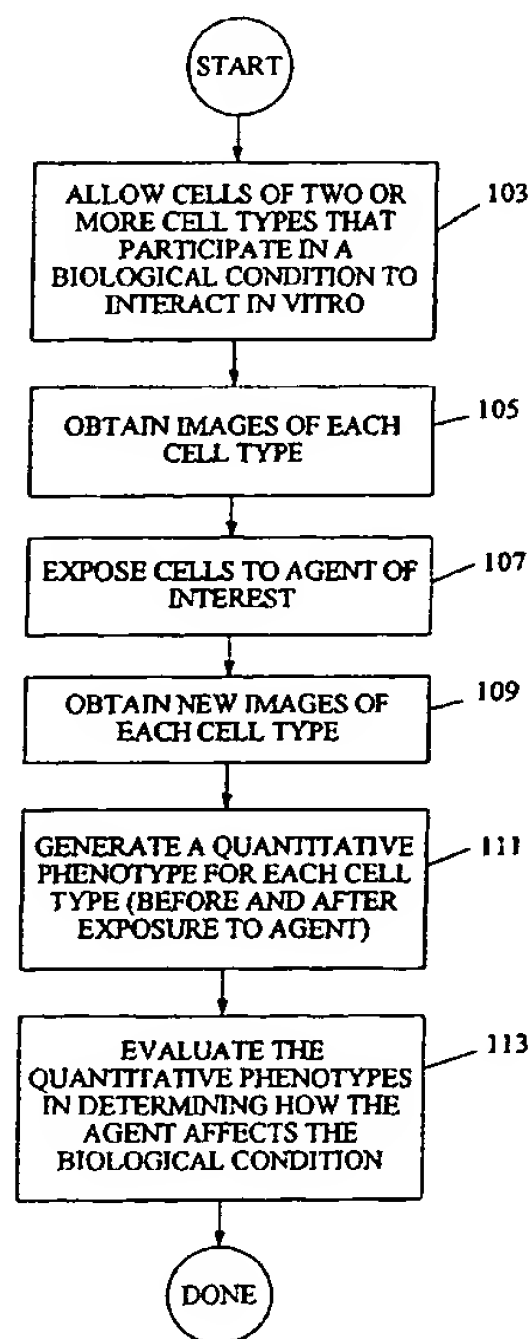 START
ALLOW CELLS OF TWO OR
MORE CELL TYPES THAT
PARTICIPATE IN A
BIOLOGICAL CONDITION TO
INTERACT IN VITRO
103
OBTAIN IMAGES OF EACH
CELL TYPE
105
EXPOSE CELLS TO AGENT OF
INTEREST
107
OBTAIN NEW IMAGES OF
EACH CELL TYPE
109
GENERATE A QUANTITATIVE
PHENOTYPE FOR EACH CELL
TYPE (BEFORE AND AFTER
EXPOSURE TO AGENT)
111
EVALUATE THE
QUANTITATIVE PHENOTYPES
IN DETERMINING HOW THE
AGENT AFFECTS THE
BIOLOGICAL CONDITION
113
DONE